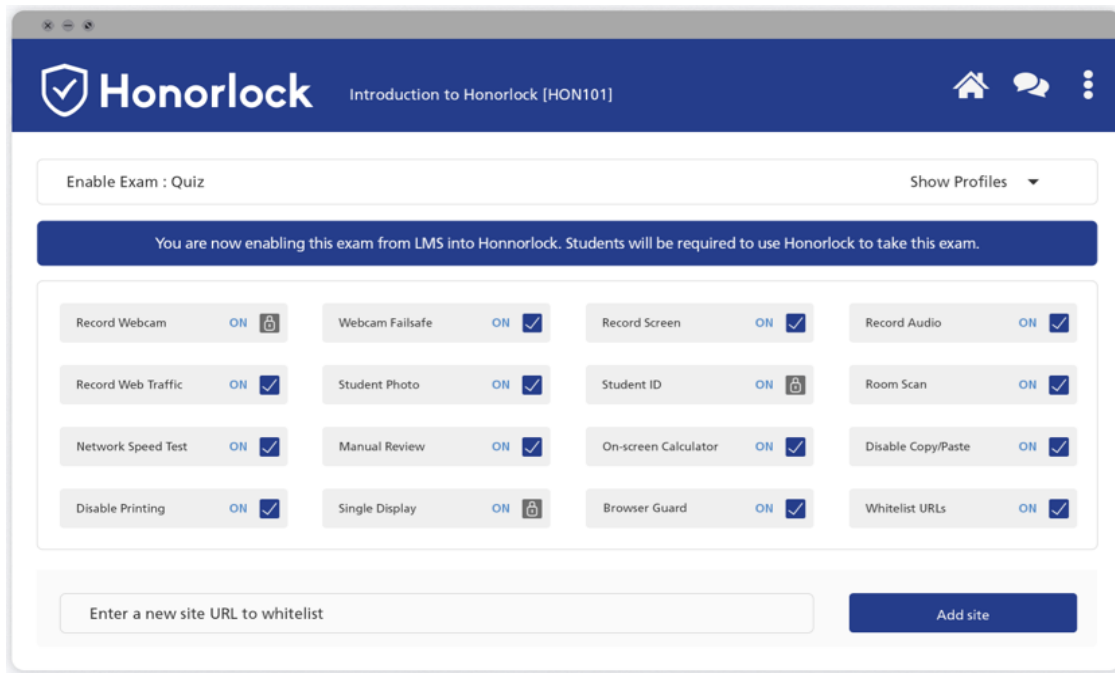 Honorlock Introduction to Honorlock [HON101]
Enable Exam : Quiz Show Profiles
You are now enabling this exam from LMS into Honnorlock. Students will be required to use Honorlock to take this exam.
Record Webcam ON Webcam Failsafe ON Record Screen ON Record Audio ON
Record Web Traffic ON Student Photo ON Student ID ON Room Scan ON
Network Speed Test ON Manual Review ON On-screen Calculator ON Disable Copy/Paste ON
Disable Printing ON Single Display ON Browser Guard ON Whitelist URLs ON
Enter a new site URL to whitelist Add site